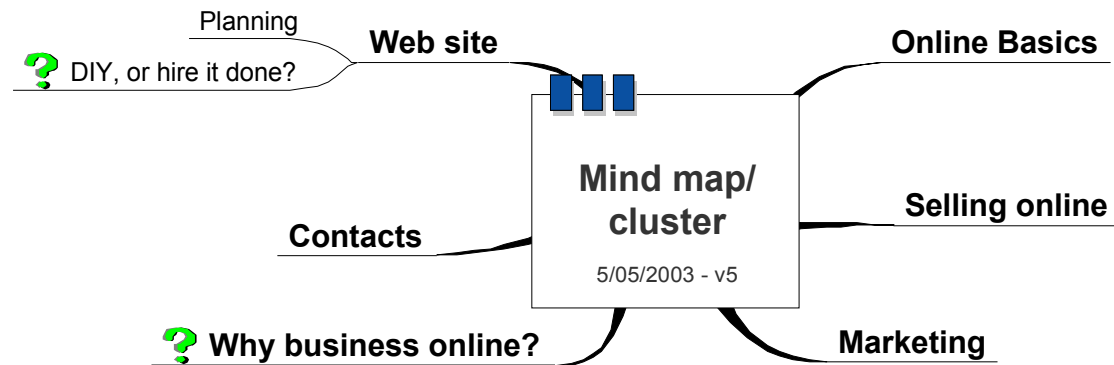 Planning
DIY, or hire it done?
Web site
Online Basics
Mind map/
cluster
5/05/2003 - v5
Selling online
Contacts
Why business online?
Marketing